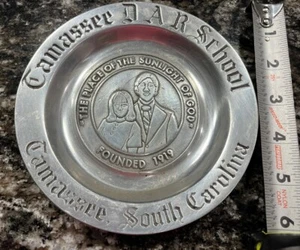 Tamassee D A R School
·THE PLACE OF THE SUNLIGHT OF GOD·
FOUNDED 1919
Tamassee South Carolina
1
2
3
4
5
6